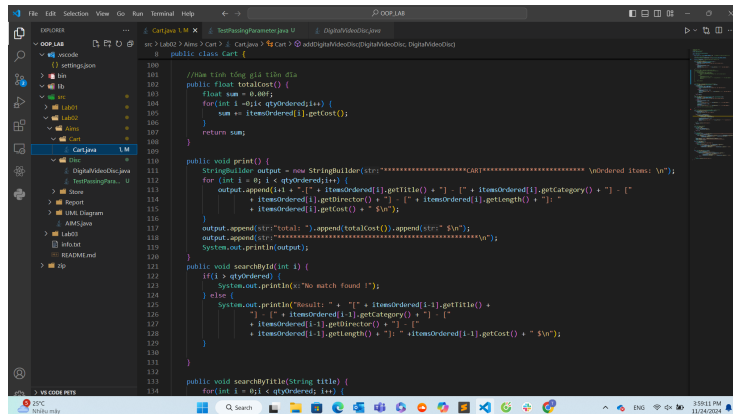 File Edit Selection View Go Run Terminal Help
OOP_LAB
EXPLORER
OOP_LAB
.vscode
settings.json
bin
lib
src
Lab01
Lab02
Aims
Cart
Cart.java 1, M
Disc
DigitalVideoDisc.java
TestPassingPara... U
Store
Report
UML Diagram
AIMS.java
Lab03
info.txt
README.md
zip
VS CODE PETS
Cart.java 1, M
TestPassingParameter.java U
DigitalVideoDisc.java
src > Lab02 > Aims > Cart > Cart.java > Cart > addDigitalVideoDisc(DigitalVideoDisc, DigitalVideoDisc)
8 public class Cart {
100
101 //Hàm tính tổng giá tiền đĩa
102 public float totalCost() {
103 float sum = 0.00f;
104 for(int i =0;i< qtyOrdered;i++) {
105 sum += itemsOrdered[i].getCost();
106 }
107 return sum;
108 }
109
110 public void print() {
111 StringBuilder output = new StringBuilder(str:"*********************CART************************** \nOrdered items: \n");
112 for (int i = 0; i < qtyOrdered;i++) {
113 output.append(i+1 + ".[" + itemsOrdered[i].getTitle() + "] - [" + itemsOrdered[i].getCategory() + "] - ["
114 + itemsOrdered[i].getDirector() + "] - [" + itemsOrdered[i].getLength() + "]: "
115 + itemsOrdered[i].getCost() + " $\n");
116 }
117 output.append(str:"total: ").append(totalCost()).append(str:" $\n");
118 output.append(str:"***************************************************\n");
119 System.out.println(output);
120 }
121 public void searchById(int i) {
122 if(i > qtyOrdered) {
123 System.out.println(x:"No match found !");
124 } else {
125 System.out.println("Result: " + "[" + itemsOrdered[i-1].getTitle() +
126 "] - [" + itemsOrdered[i-1].getCategory() + "] - ["
127 + itemsOrdered[i-1].getDirector() + "] - ["
128 + itemsOrdered[i-1].getLength() + "]: " +itemsOrdered[i-1].getCost() + " $\n");
129 }
130
131 }
132
133 public void searchByTitle(String title) {
134 for(int i = 0;i < qtyOrdered; i++) {
25°C
Nhiều mây
Search
ENG
3:59:11 PM
11/24/2024